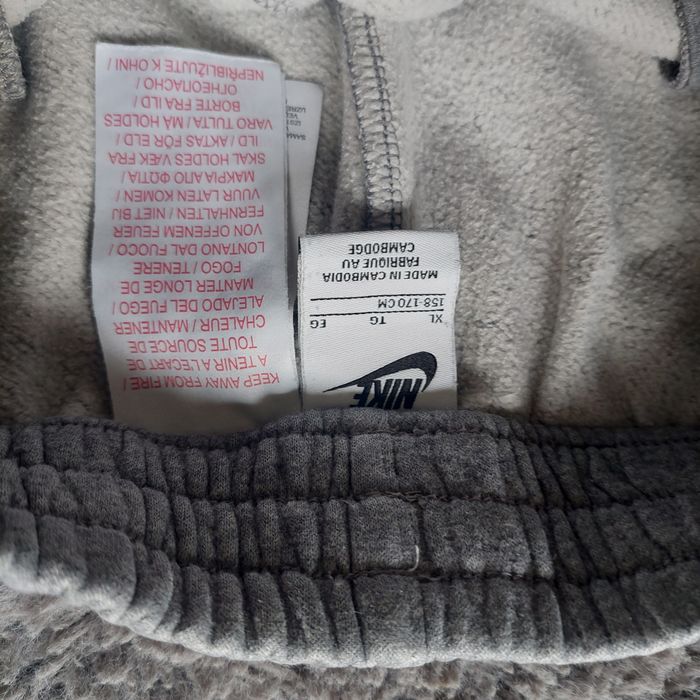 NIKE
XL TG EG
158-170 CM
MADE IN CAMBODIA
FABRIQUE AU
CAMBODGE
KEEP AWAY FROM FIRE /
A TENIR A L'ECART DE
TOUTE SOURCE DE
CHALEUR / MANTENER
ALEJADO DEL FUEGO /
MANTER LONGE DE
FOGO / TENERE
LONTANO DAL FUOCO /
VON OFFENEM FEUER
FERNHALTEN / NIET BIJ
VUUR LATEN KOMEN /
ΜΑΚΡΙΑ ΑΠΟ ΦΩΤΙΑ /
SKAL HOLDES VÆK FRA
ILD / AKTAS FÖR ELD /
VARO TULTA / MÅ HOLDES
BORTE FRA ILD /
ОГНЕОПАСНО /
NEPŘIBLIŽUJTE K OHNI /